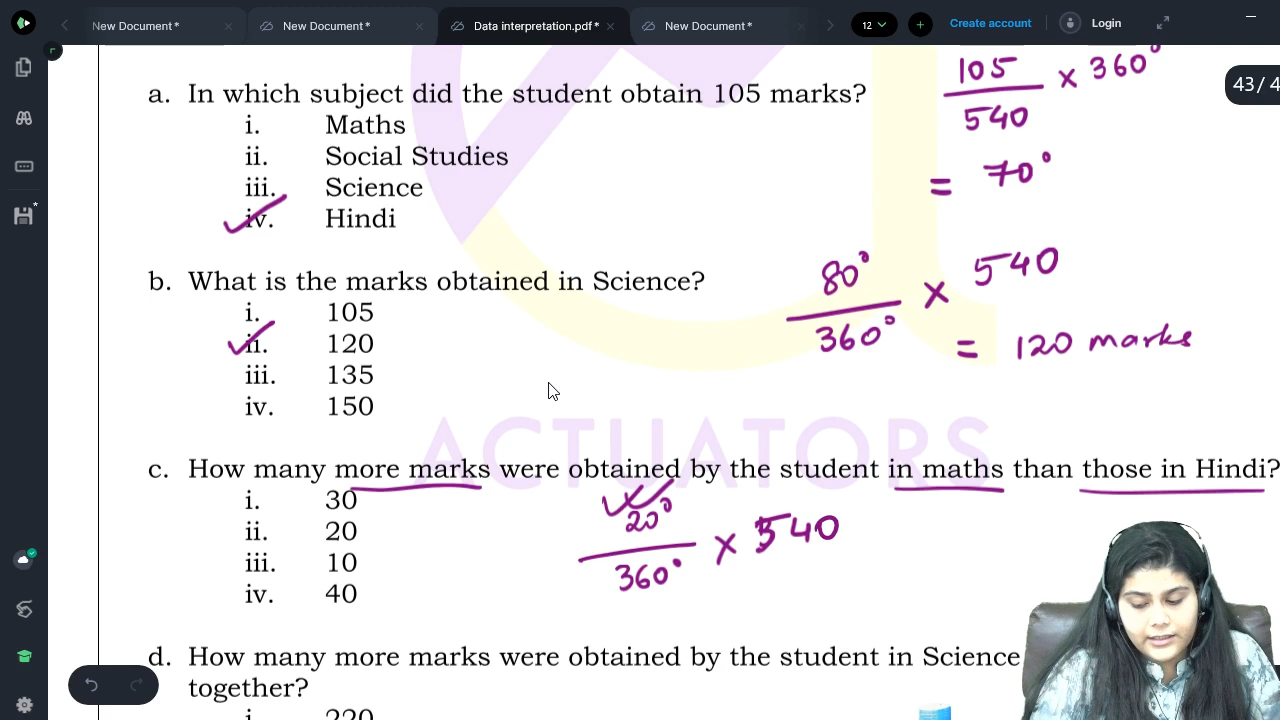 New Document*
New Document*
Data interpretation.pdf*
New Document*
12
Create account
Login
43/ 4
105
× 360°
540
= 70°
a. In which subject did the student obtain 105 marks?
i. Maths
ii. Social Studies
iii. Science
iv. Hindi
b. What is the marks obtained in Science?
i. 105
ii. 120
iii. 135
iv. 150
80°
× 540
360°
= 120 marks
ACTUATORS
c. How many more marks were obtained by the student in maths than those in Hindi?
i. 30
ii. 20
iii. 10
iv. 40
20°
× 540
360°
d. How many more marks were obtained by the student in Science
together?
i. 220